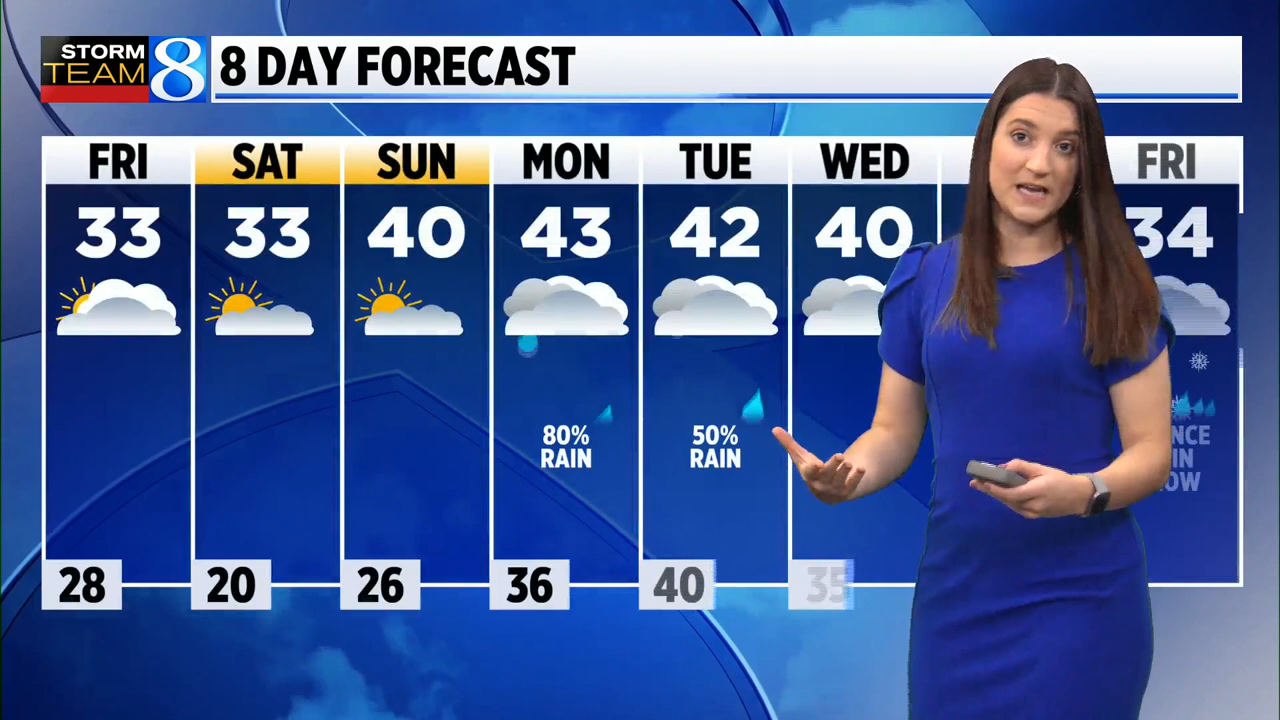 STORM
TEAM 8
8 DAY FORECAST
FRI SAT SUN MON TUE WED FRI
33 33 40 43 42 40 34
80%
RAIN
50%
RAIN
28 20 26 36 40 35